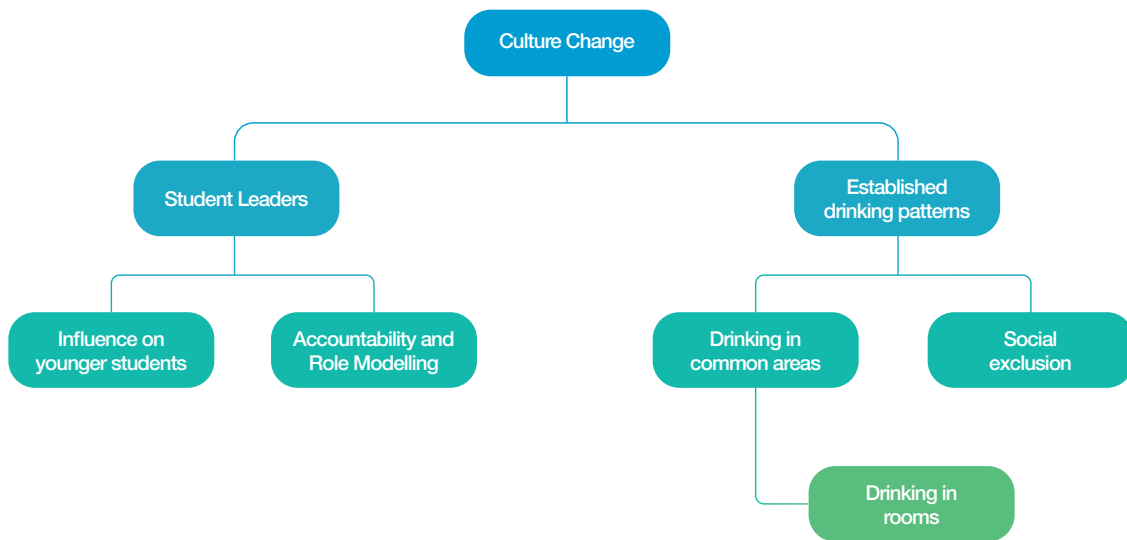 Culture Change
Student Leaders
Established
drinking patterns
Influence on
younger students
Accountability and
Role Modelling
Drinking in
common areas
Social
exclusion
Drinking in
rooms